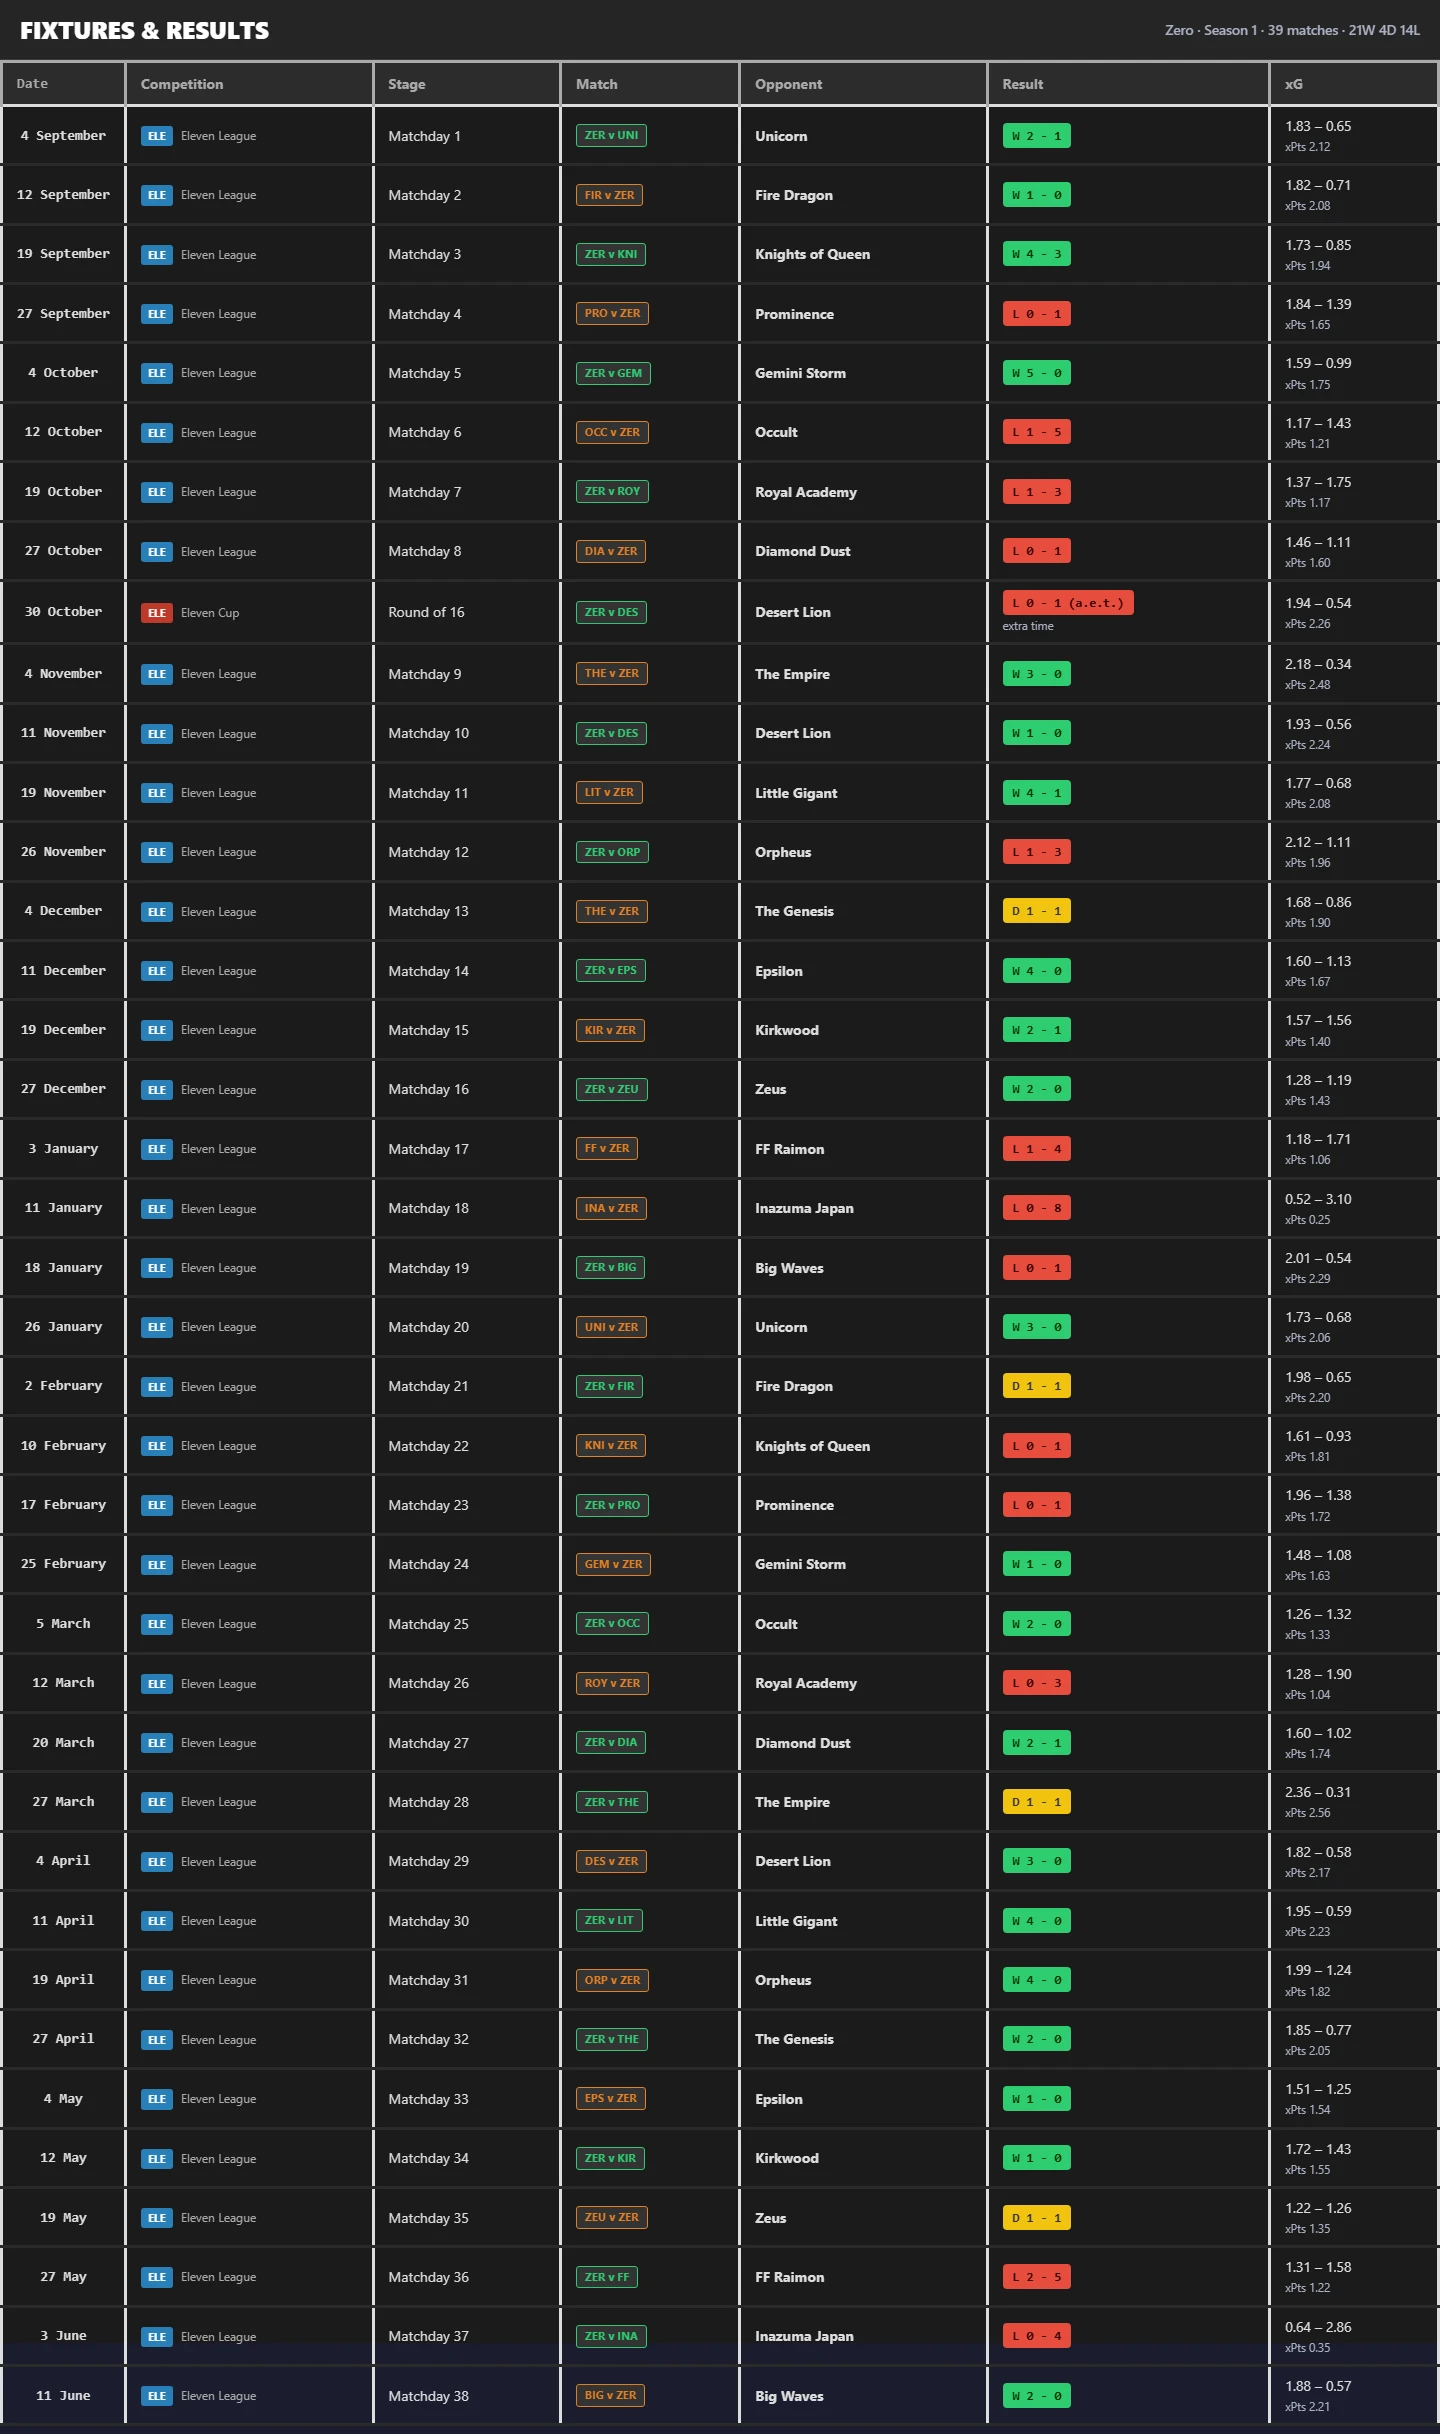 FIXTURES & RESULTS
Zero · Season 1 · 39 matches · 21W 4D 14L
Date Competition Stage Match Opponent Result xG
4 September ELE Eleven League Matchday 1 ZER v UNI Unicorn W 2 - 1 1.83 – 0.65
xPts 2.12
12 September ELE Eleven League Matchday 2 FIR v ZER Fire Dragon W 1 - 0 1.82 – 0.71
xPts 2.08
19 September ELE Eleven League Matchday 3 ZER v KNI Knights of Queen W 4 - 3 1.73 – 0.85
xPts 1.94
27 September ELE Eleven League Matchday 4 PRO v ZER Prominence L 0 - 1 1.84 – 1.39
xPts 1.65
4 October ELE Eleven League Matchday 5 ZER v GEM Gemini Storm W 5 - 0 1.59 – 0.99
xPts 1.75
12 October ELE Eleven League Matchday 6 OCC v ZER Occult L 1 - 5 1.17 – 1.43
xPts 1.21
19 October ELE Eleven League Matchday 7 ZER v ROY Royal Academy L 1 - 3 1.37 – 1.75
xPts 1.17
27 October ELE Eleven League Matchday 8 DIA v ZER Diamond Dust L 0 - 1 1.46 – 1.11
xPts 1.60
30 October ELE Eleven Cup Round of 16 ZER v DES Desert Lion L 0 - 1 (a.e.t.) 1.94 – 0.54
extra time xPts 2.26
4 November ELE Eleven League Matchday 9 THE v ZER The Empire W 3 - 0 2.18 – 0.34
xPts 2.48
11 November ELE Eleven League Matchday 10 ZER v DES Desert Lion W 1 - 0 1.93 – 0.56
xPts 2.24
19 November ELE Eleven League Matchday 11 LIT v ZER Little Gigant W 4 - 1 1.77 – 0.68
xPts 2.08
26 November ELE Eleven League Matchday 12 ZER v ORP Orpheus L 1 - 3 2.12 – 1.11
xPts 1.96
4 December ELE Eleven League Matchday 13 THE v ZER The Genesis D 1 - 1 1.68 – 0.86
xPts 1.90
11 December ELE Eleven League Matchday 14 ZER v EPS Epsilon W 4 - 0 1.60 – 1.13
xPts 1.67
19 December ELE Eleven League Matchday 15 KIR v ZER Kirkwood W 2 - 1 1.57 – 1.56
xPts 1.40
27 December ELE Eleven League Matchday 16 ZER v ZEU Zeus W 2 - 0 1.28 – 1.19
xPts 1.43
3 January ELE Eleven League Matchday 17 FF v ZER FF Raimon L 1 - 4 1.18 – 1.71
xPts 1.06
11 January ELE Eleven League Matchday 18 INA v ZER Inazuma Japan L 0 - 8 0.52 – 3.10
xPts 0.25
18 January ELE Eleven League Matchday 19 ZER v BIG Big Waves L 0 - 1 2.01 – 0.54
xPts 2.29
26 January ELE Eleven League Matchday 20 UNI v ZER Unicorn W 3 - 0 1.73 – 0.68
xPts 2.06
2 February ELE Eleven League Matchday 21 ZER v FIR Fire Dragon D 1 - 1 1.98 – 0.65
xPts 2.20
10 February ELE Eleven League Matchday 22 KNI v ZER Knights of Queen L 0 - 1 1.61 – 0.93
xPts 1.81
17 February ELE Eleven League Matchday 23 ZER v PRO Prominence L 0 - 1 1.96 – 1.38
xPts 1.72
25 February ELE Eleven League Matchday 24 GEM v ZER Gemini Storm W 1 - 0 1.48 – 1.08
xPts 1.63
5 March ELE Eleven League Matchday 25 ZER v OCC Occult W 2 - 0 1.26 – 1.32
xPts 1.33
12 March ELE Eleven League Matchday 26 ROY v ZER Royal Academy L 0 - 3 1.28 – 1.90
xPts 1.04
20 March ELE Eleven League Matchday 27 ZER v DIA Diamond Dust W 2 - 1 1.60 – 1.02
xPts 1.74
27 March ELE Eleven League Matchday 28 ZER v THE The Empire D 1 - 1 2.36 – 0.31
xPts 2.56
4 April ELE Eleven League Matchday 29 DES v ZER Desert Lion W 3 - 0 1.82 – 0.58
xPts 2.17
11 April ELE Eleven League Matchday 30 ZER v LIT Little Gigant W 4 - 0 1.95 – 0.59
xPts 2.23
19 April ELE Eleven League Matchday 31 ORP v ZER Orpheus W 4 - 0 1.99 – 1.24
xPts 1.82
27 April ELE Eleven League Matchday 32 ZER v THE The Genesis W 2 - 0 1.85 – 0.77
xPts 2.05
4 May ELE Eleven League Matchday 33 EPS v ZER Epsilon W 1 - 0 1.51 – 1.25
xPts 1.54
12 May ELE Eleven League Matchday 34 ZER v KIR Kirkwood W 1 - 0 1.72 – 1.43
xPts 1.55
19 May ELE Eleven League Matchday 35 ZEU v ZER Zeus D 1 - 1 1.22 – 1.26
xPts 1.35
27 May ELE Eleven League Matchday 36 ZER v FF FF Raimon L 2 - 5 1.31 – 1.58
xPts 1.22
3 June ELE Eleven League Matchday 37 ZER v INA Inazuma Japan L 0 - 4 0.64 – 2.86
xPts 0.35
11 June ELE Eleven League Matchday 38 BIG v ZER Big Waves W 2 - 0 1.88 – 0.57
xPts 2.21